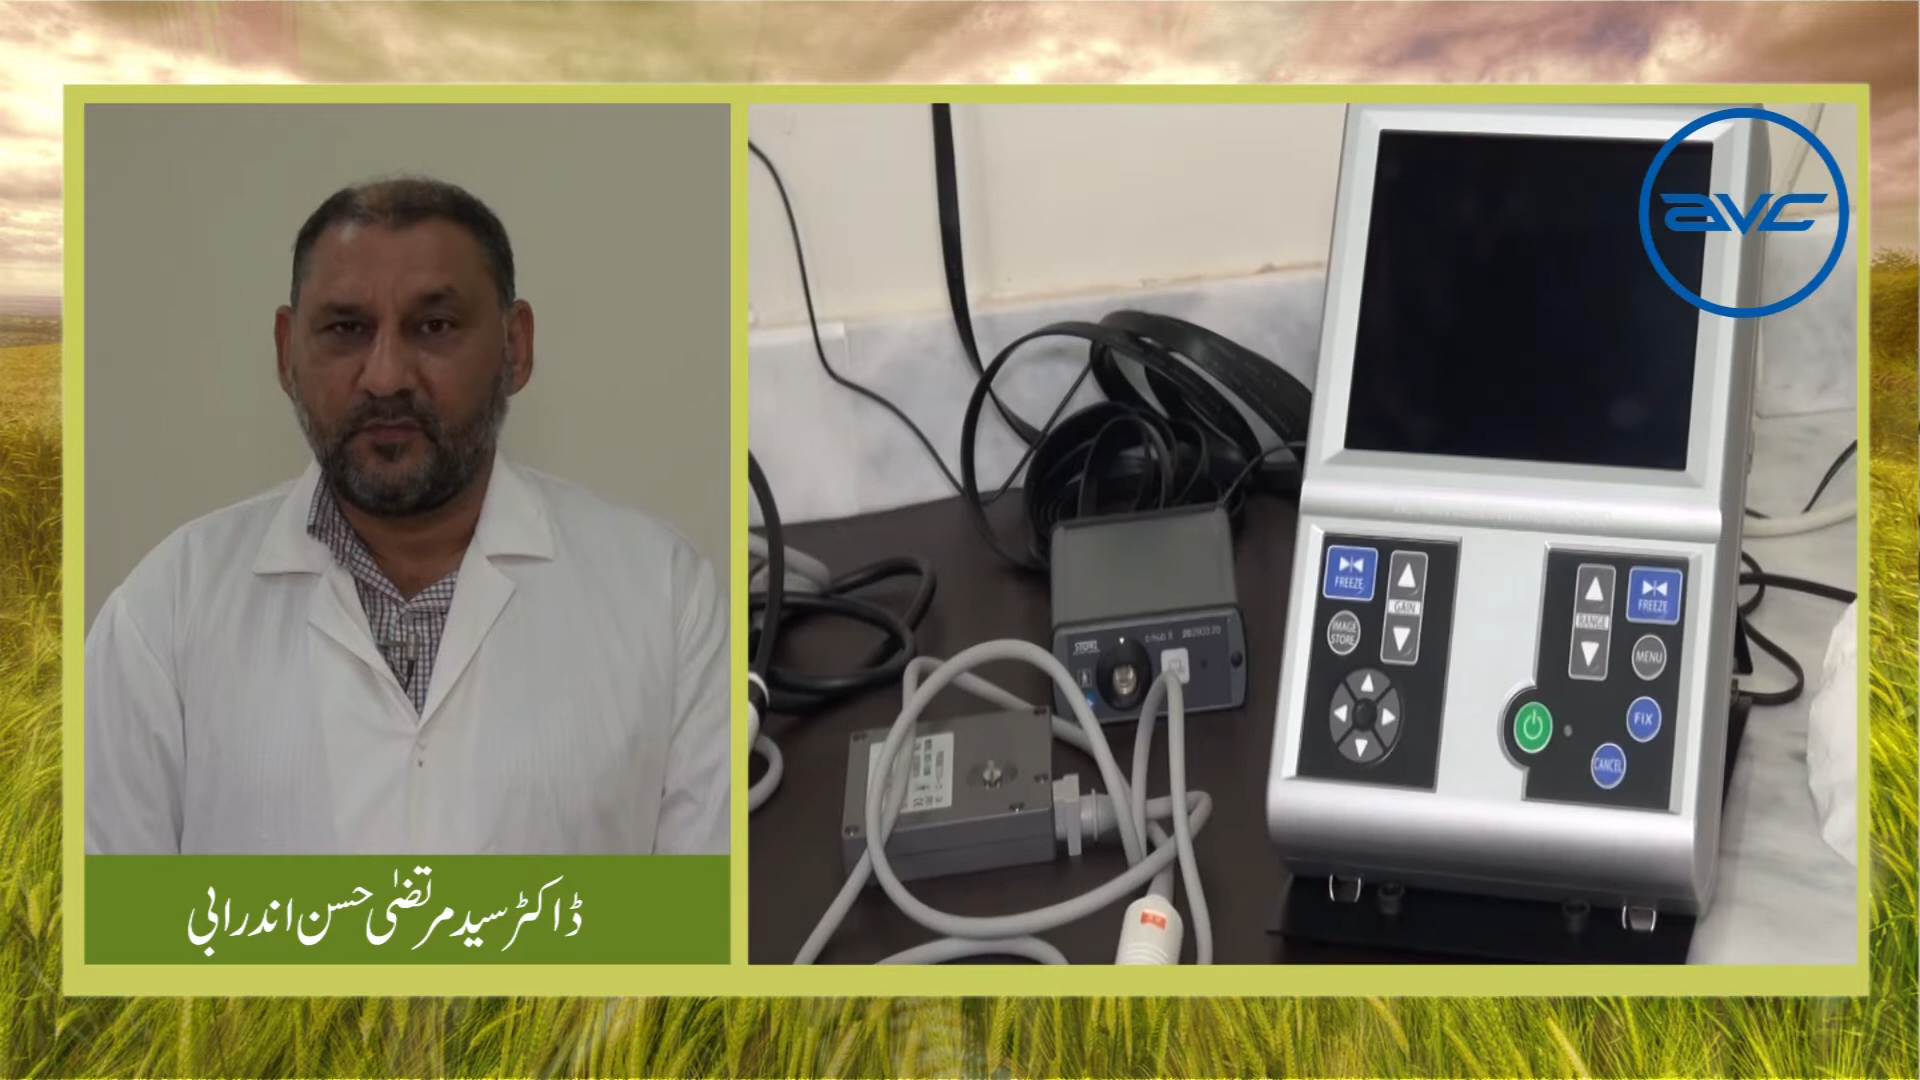 avc
ڈاکٹر سید مرتضیٰ حسن اندرابی
FREEZE
GAIN
IMAGE STORE
RANGE
FREEZE
MENU
FIX
CANCEL
STORZ